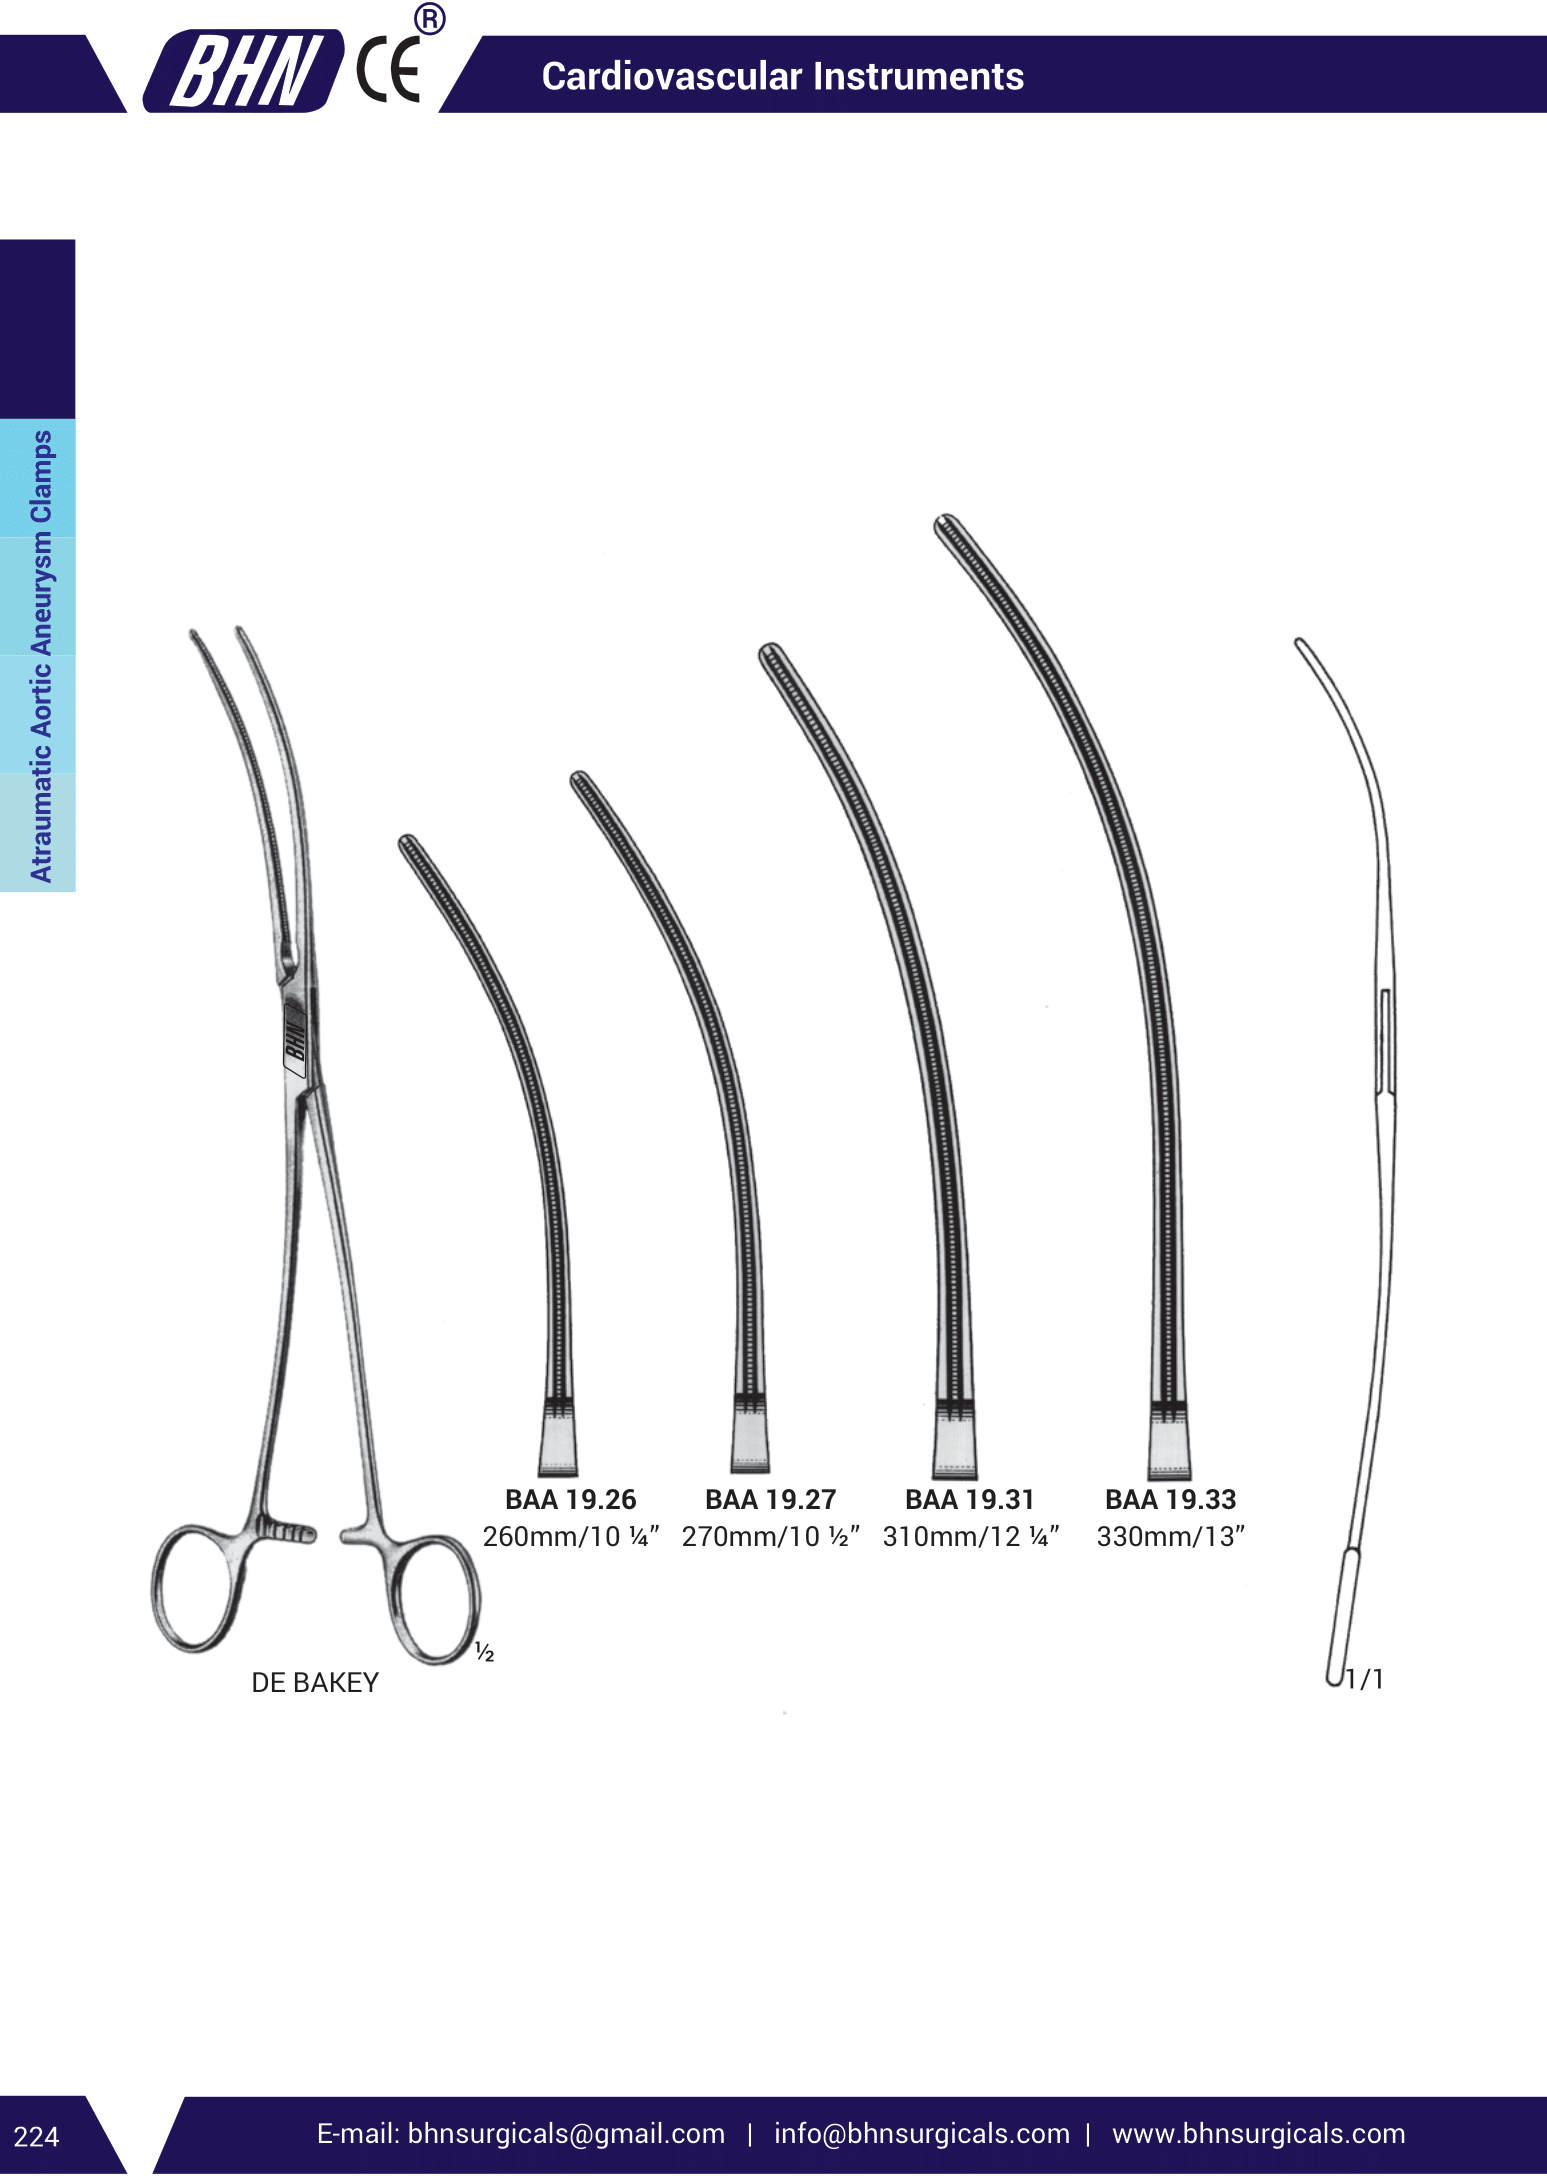 BHN CE ®
Cardiovascular Instruments
Atraumatic Aortic Aneurysm Clamps
BHN
BAA 19.26
260mm/10 ¼”
BAA 19.27
270mm/10 ½”
BAA 19.31
310mm/12 ¼”
BAA 19.33
330mm/13”
½
DE BAKEY
1/1
224
E-mail: bhnsurgicals@gmail.com | info@bhnsurgicals.com | www.bhnsurgicals.com